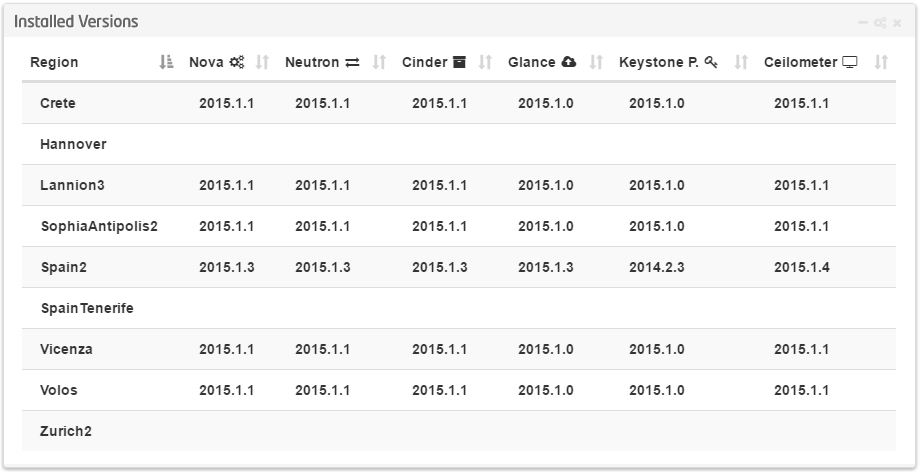 Installed Versions
Region Nova Neutron Cinder Glance Keystone P. Ceilometer
Crete 2015.1.1 2015.1.1 2015.1.1 2015.1.0 2015.1.0 2015.1.1
Hannover
Lannion3 2015.1.1 2015.1.1 2015.1.1 2015.1.0 2015.1.0 2015.1.1
SophiaAntipolis2 2015.1.1 2015.1.1 2015.1.1 2015.1.0 2015.1.0 2015.1.1
Spain2 2015.1.3 2015.1.3 2015.1.3 2015.1.3 2014.2.3 2015.1.4
SpainTenerife
Vicenza 2015.1.1 2015.1.1 2015.1.1 2015.1.0 2015.1.0 2015.1.1
Volos 2015.1.1 2015.1.1 2015.1.1 2015.1.0 2015.1.0 2015.1.1
Zurich2